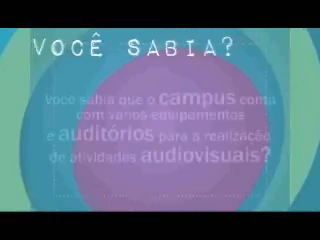 VOCÊ SABIA?
Você sabia que o campus conta
com vários equipamentos
e auditórios para a realização
de atividades audiovisuais?